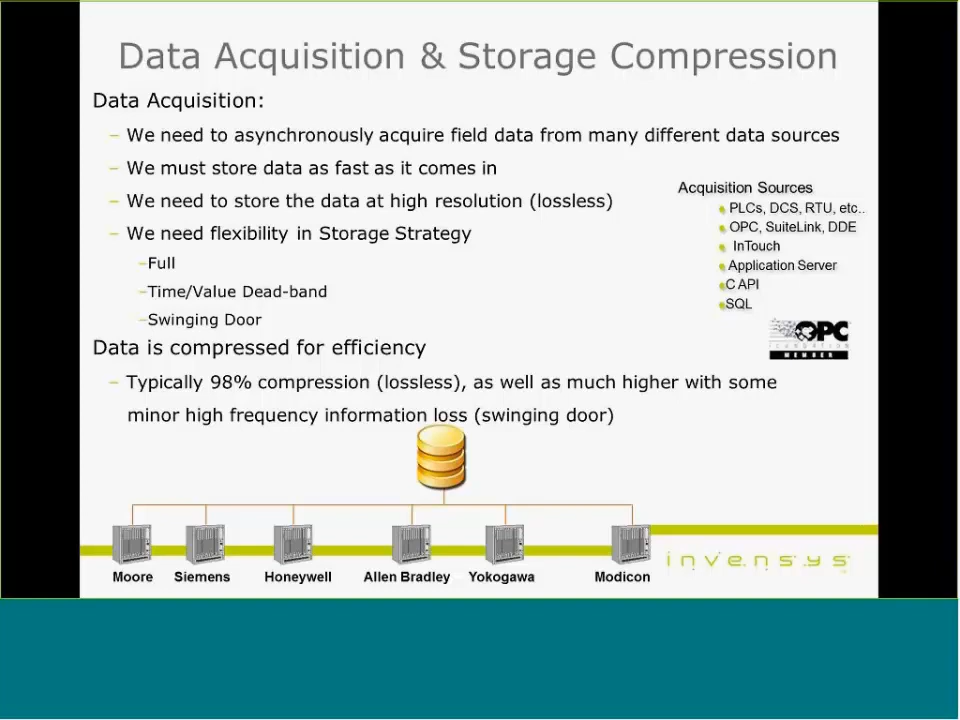 Data Acquisition & Storage Compression
Data Acquisition:
– We need to asynchronously acquire field data from many different data sources
– We must store data as fast as it comes in
– We need to store the data at high resolution (lossless)
– We need flexibility in Storage Strategy
–Full
–Time/Value Dead-band
–Swinging Door
Data is compressed for efficiency
– Typically 98% compression (lossless), as well as much higher with some
minor high frequency information loss (swinging door)
Acquisition Sources
PLCs, DCS, RTU, etc..
OPC, SuiteLink, DDE
InTouch
Application Server
C API
SQL
OPC
FOUNDATION
MEMBER
Moore Siemens Honeywell Allen Bradley Yokogawa Modicon
invensys